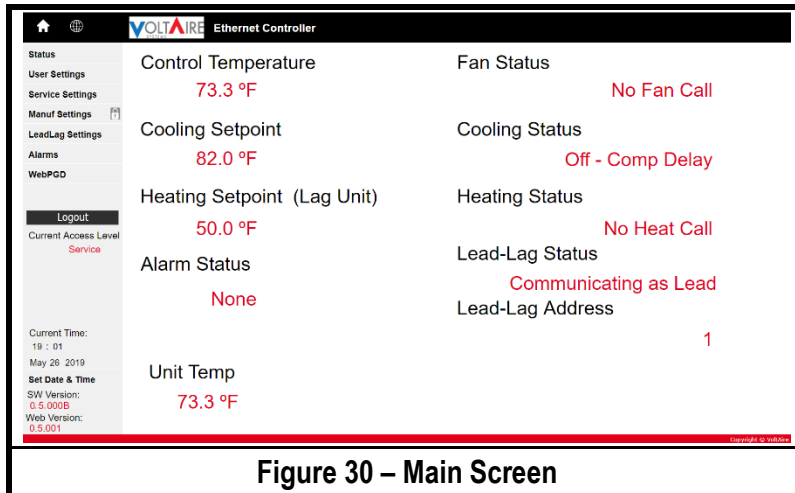 VOLTAIRE
SYSTEMS
Ethernet Controller
Status
User Settings
Service Settings
Manuf Settings
LeadLag Settings
Alarms
WebPGD
Logout
Current Access Level
Service
Current Time:
19 : 01
May 26 2019
Set Date & Time
SW Version:
0.5.000B
Web Version:
0.5.001
Control Temperature
73.3 ºF
Cooling Setpoint
82.0 ºF
Heating Setpoint (Lag Unit)
50.0 ºF
Alarm Status
None
Unit Temp
73.3 ºF
Fan Status
No Fan Call
Cooling Status
Off - Comp Delay
Heating Status
No Heat Call
Lead-Lag Status
Communicating as Lead
Lead-Lag Address
1
Copyright © VoltAire
Figure 30 – Main Screen